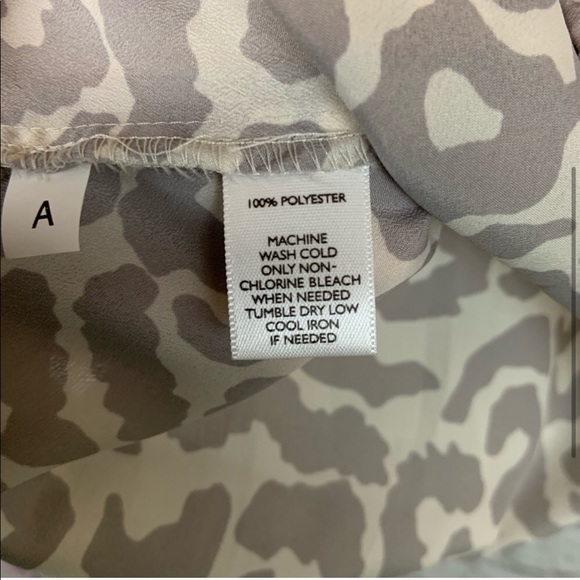 A
100% POLYESTER
MACHINE
WASH COLD
ONLY NON-
CHLORINE BLEACH
WHEN NEEDED
TUMBLE DRY LOW
COOL IRON
IF NEEDED